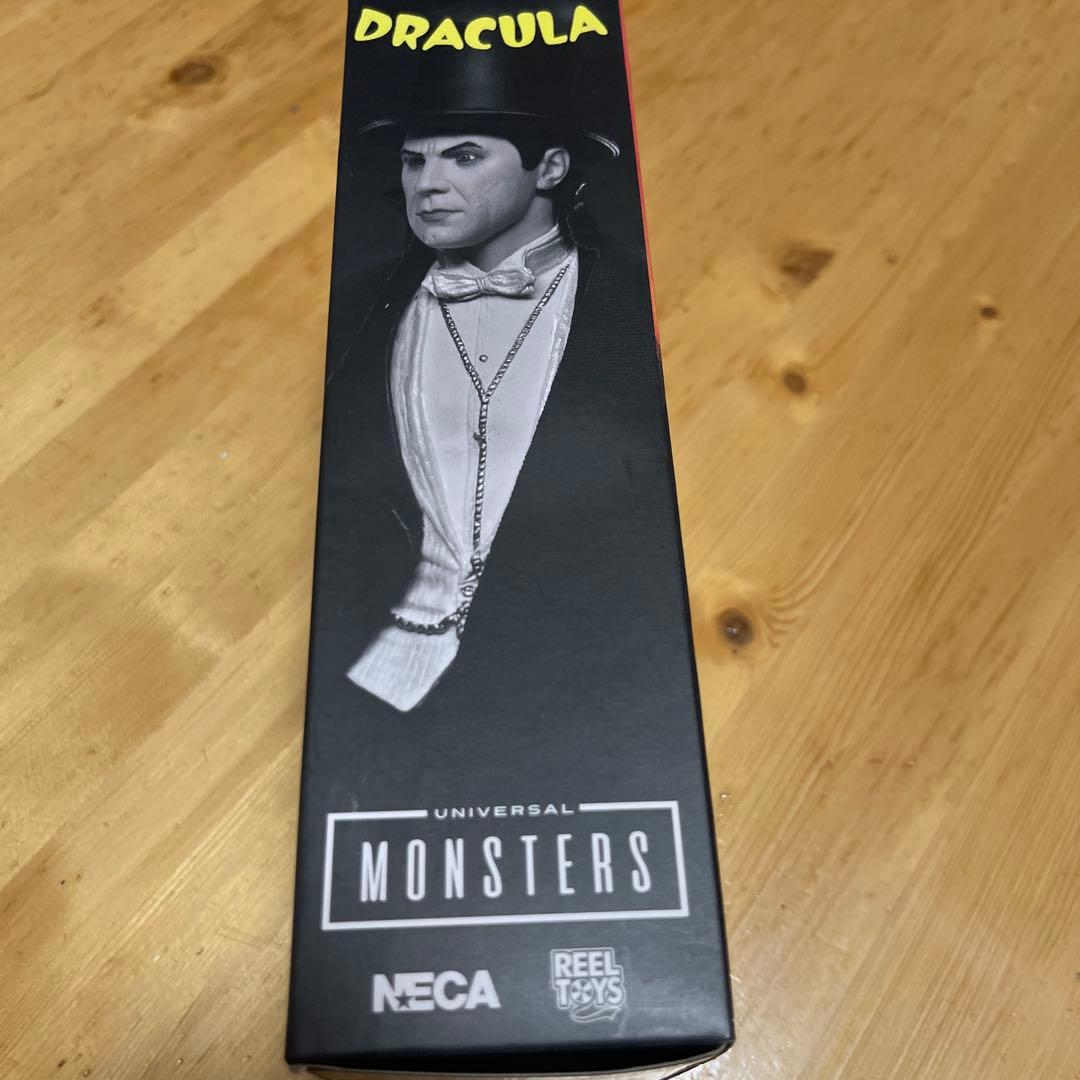 DRACULA
UNIVERSAL
MONSTERS
NECA
REEL
TOYS